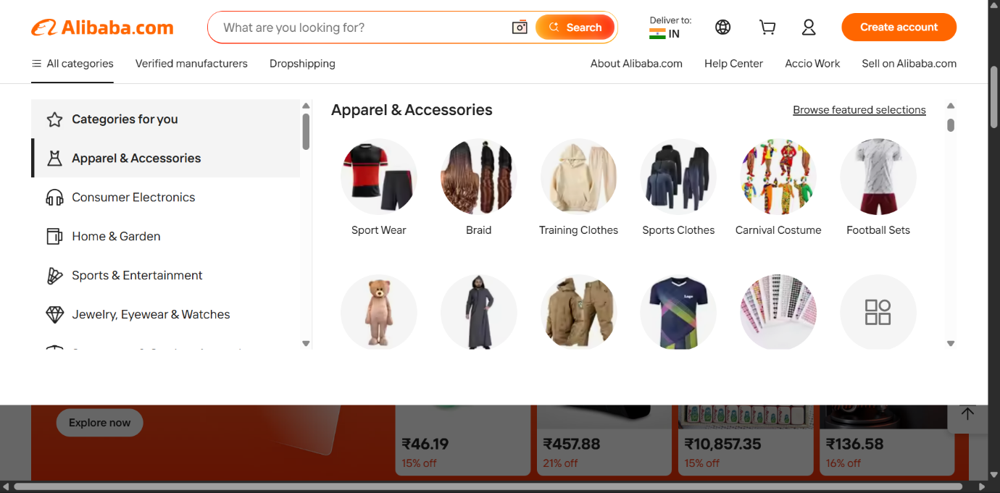 Alibaba.com
What are you looking for?
Search
Deliver to:
IN
Create account
All categories
Verified manufacturers
Dropshipping
About Alibaba.com
Help Center
Accio Work
Sell on Alibaba.com
Categories for you
Apparel & Accessories
Consumer Electronics
Home & Garden
Sports & Entertainment
Jewelry, Eyewear & Watches
Apparel & Accessories
Browse featured selections
Sport Wear
Braid
Training Clothes
Sports Clothes
Carnival Costume
Football Sets
Logo
Explore now
₹46.19
15% off
₹457.88
21% off
₹10,857.35
15% off
₹136.58
16% off